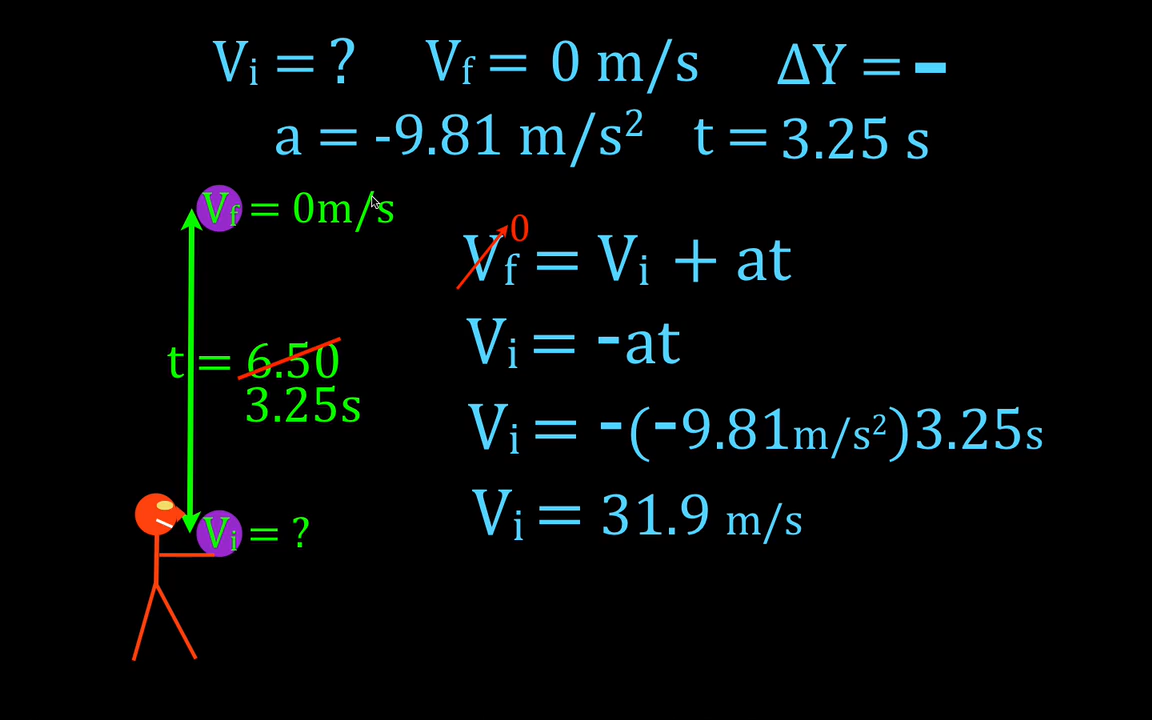 Vi = ? Vf = 0 m/s ΔY = -
a = -9.81 m/s² t = 3.25 s
Vf = 0m/s
0
Vf = Vi + at
Vi = -at
t = 6.50
3.25s
Vi = -(-9.81m/s²)3.25s
Vi = 31.9 m/s
Vi = ?